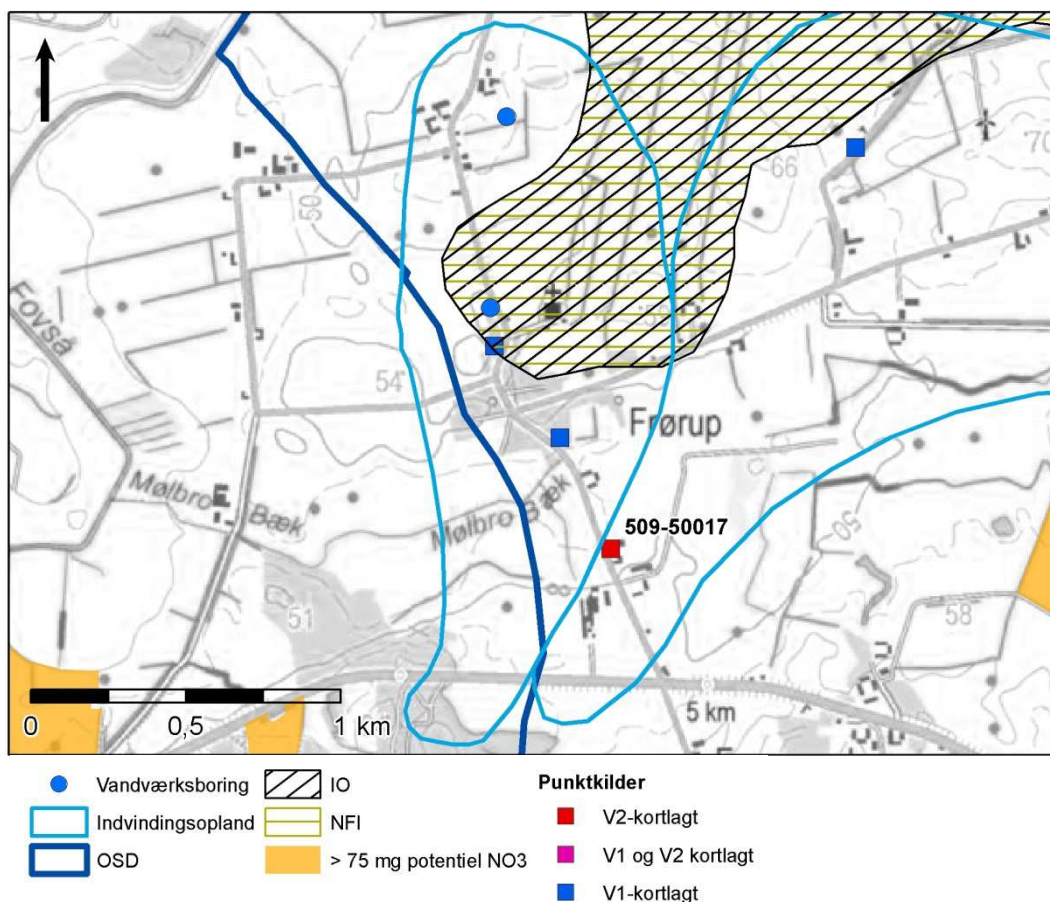 50
66
70
Fovså
54
Frørup
Mølbro Bæk
Mølbro Bæk
509-50017
50
51
58
0 0,5 1 km
5 km
Vandværksboring
Indvindingsopland
OSD
IO
NFI
> 75 mg potentiel NO3
Punktkilder
V2-kortlagt
V1 og V2 kortlagt
V1-kortlagt